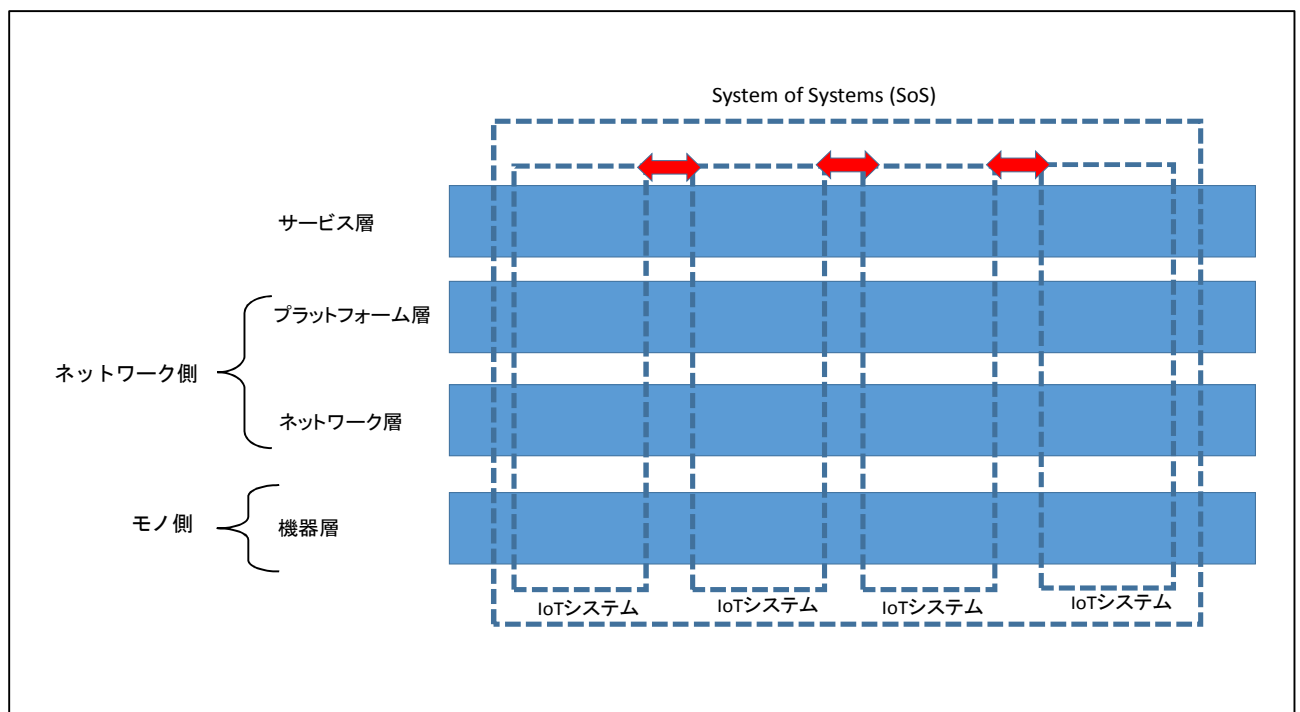 System of Systems (SoS)
サービス層
プラットフォーム層
ネットワーク側
ネットワーク層
モノ側
機器層
IoTシステム
IoTシステム
IoTシステム
IoTシステム